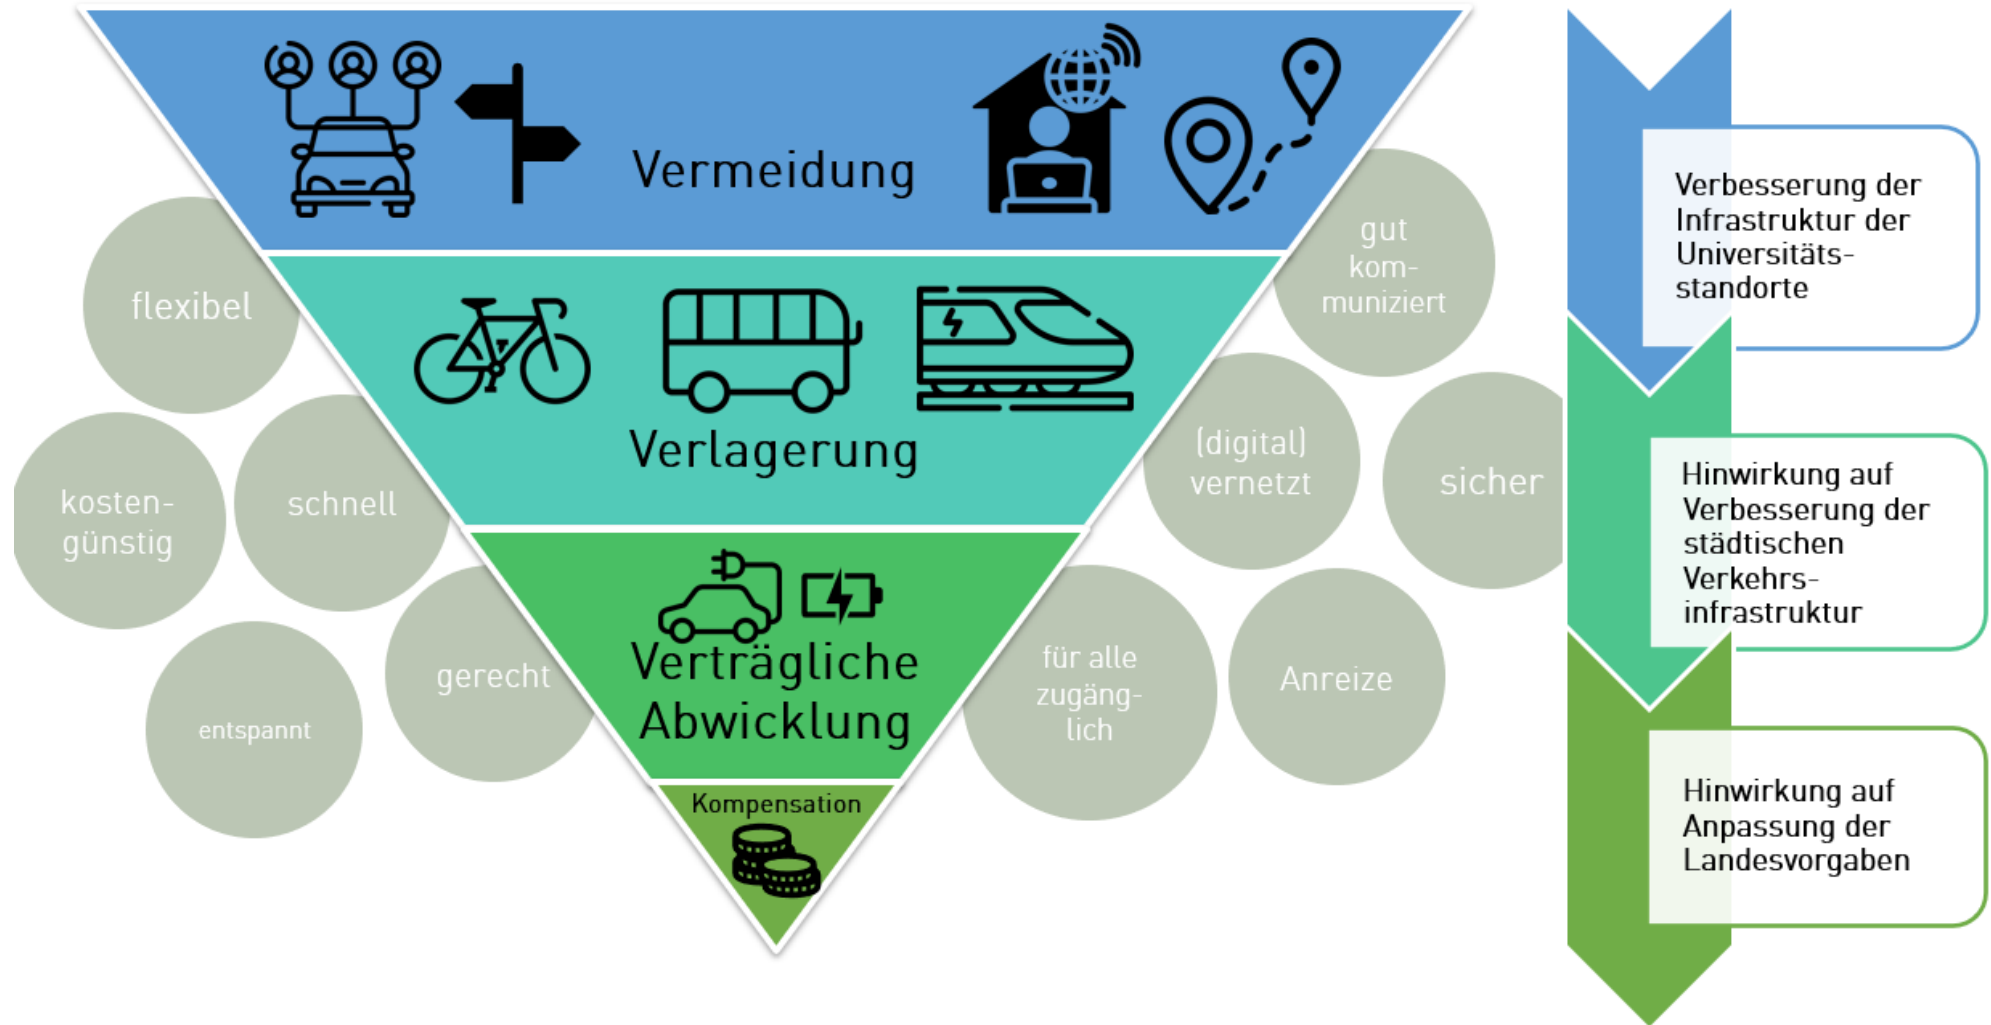 Vermeidung
Verlagerung
Verträgliche
Abwicklung
Kompensation
flexibel
kosten-
günstig
schnell
entspannt
gerecht
gut
kom-
muniziert
(digital)
vernetzt
sicher
für alle
zugäng-
lich
Anreize
Verbesserung der
Infrastruktur der
Universitäts-
standorte
Hinwirkung auf
Verbesserung der
städtischen
Verkehrs-
infrastruktur
Hinwirkung auf
Anpassung der
Landesvorgaben